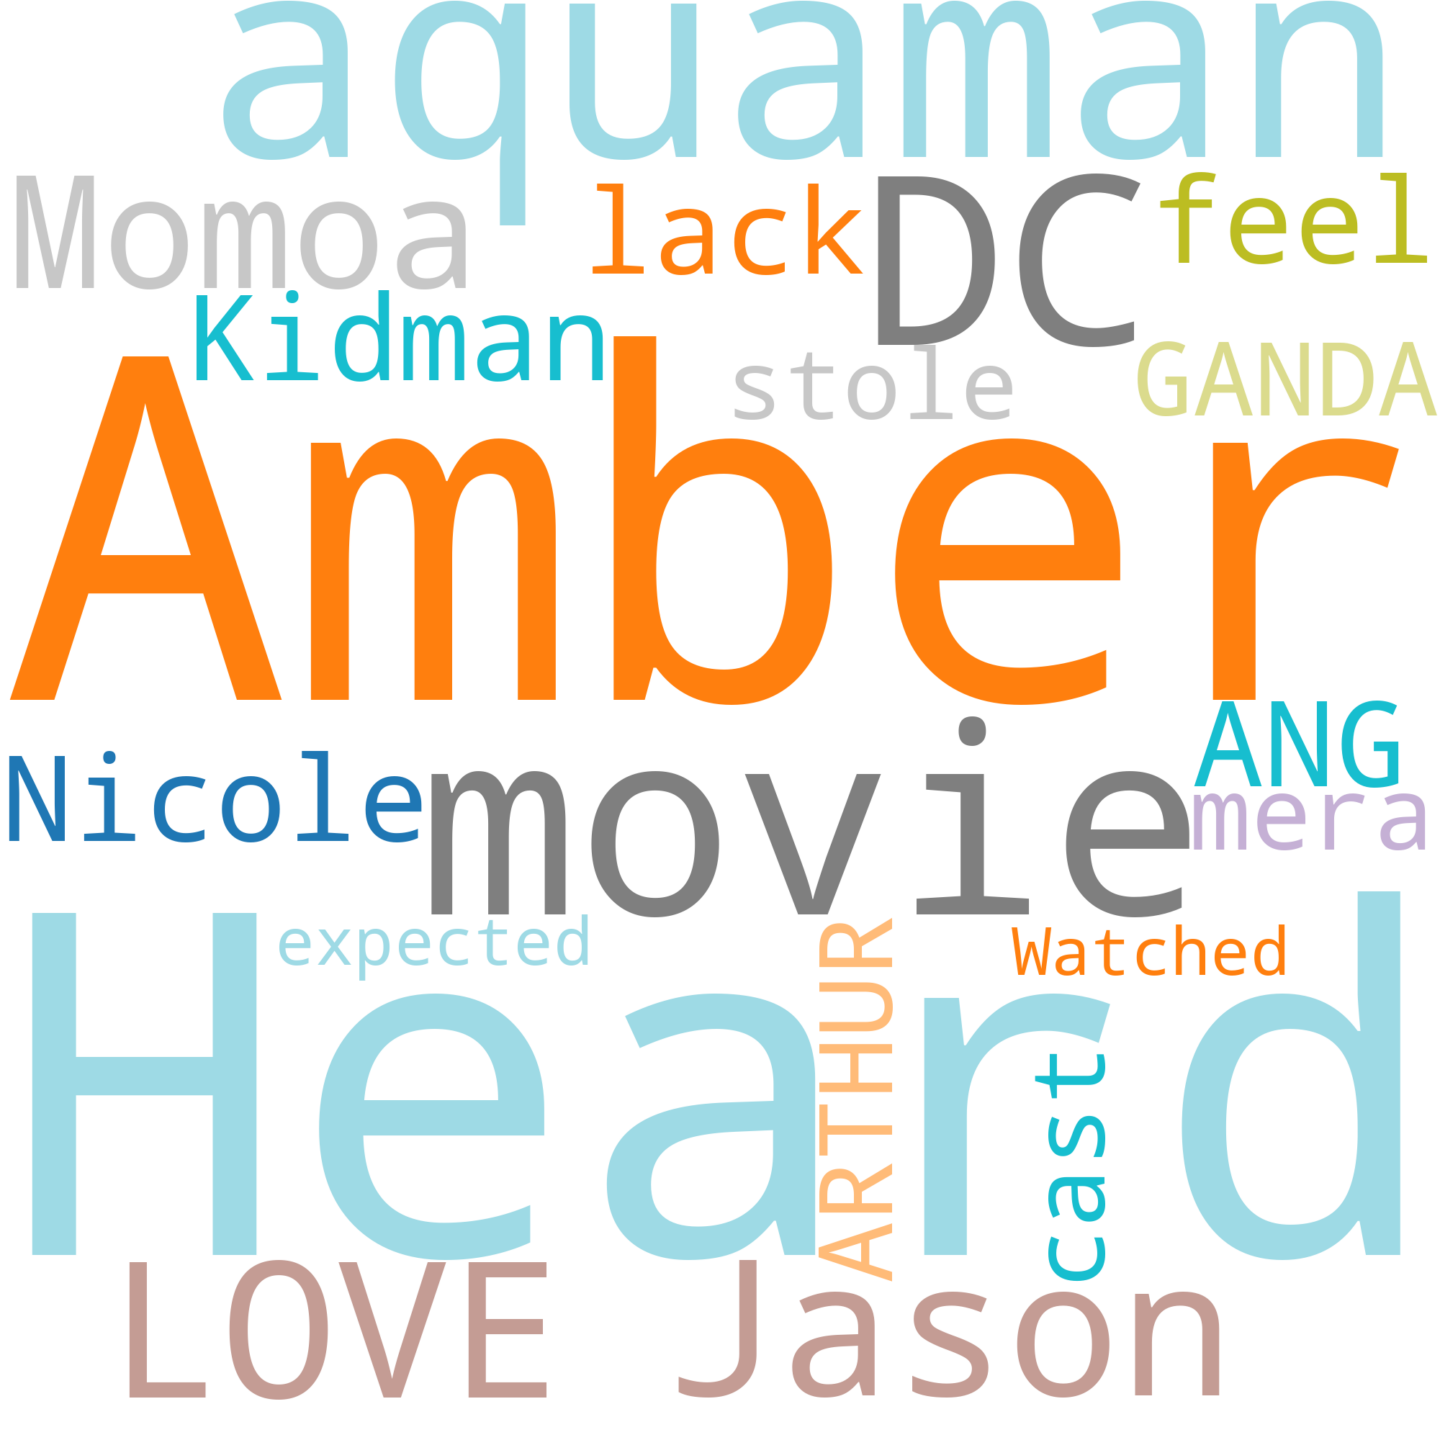 aquaman
Momoa lack DC feel
Kidman stole GANDA
Amber
ANG
Nicole movie mera
expected Watched
Heard
ARTHUR
cast
LOVE Jason